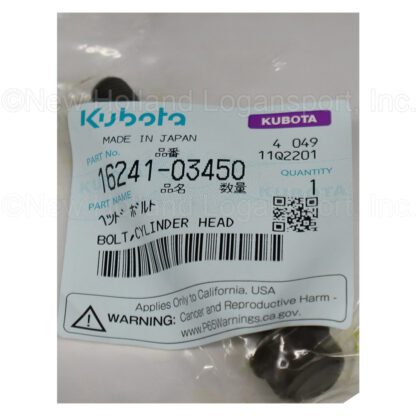 ©New Holland Logansport, Inc.
Kubota
KUBOTA
MADE IN JAPAN
4 049
11Q2201
PART No. 品番
16241-03450
QUANTITY
1
品名 数量
PART NAME
ヘッド ボルト
BOLT,CYLINDER HEAD
Applies Only to California, USA
WARNING: Cancer and Reproductive Harm -
www.P65Warnings.ca.gov.